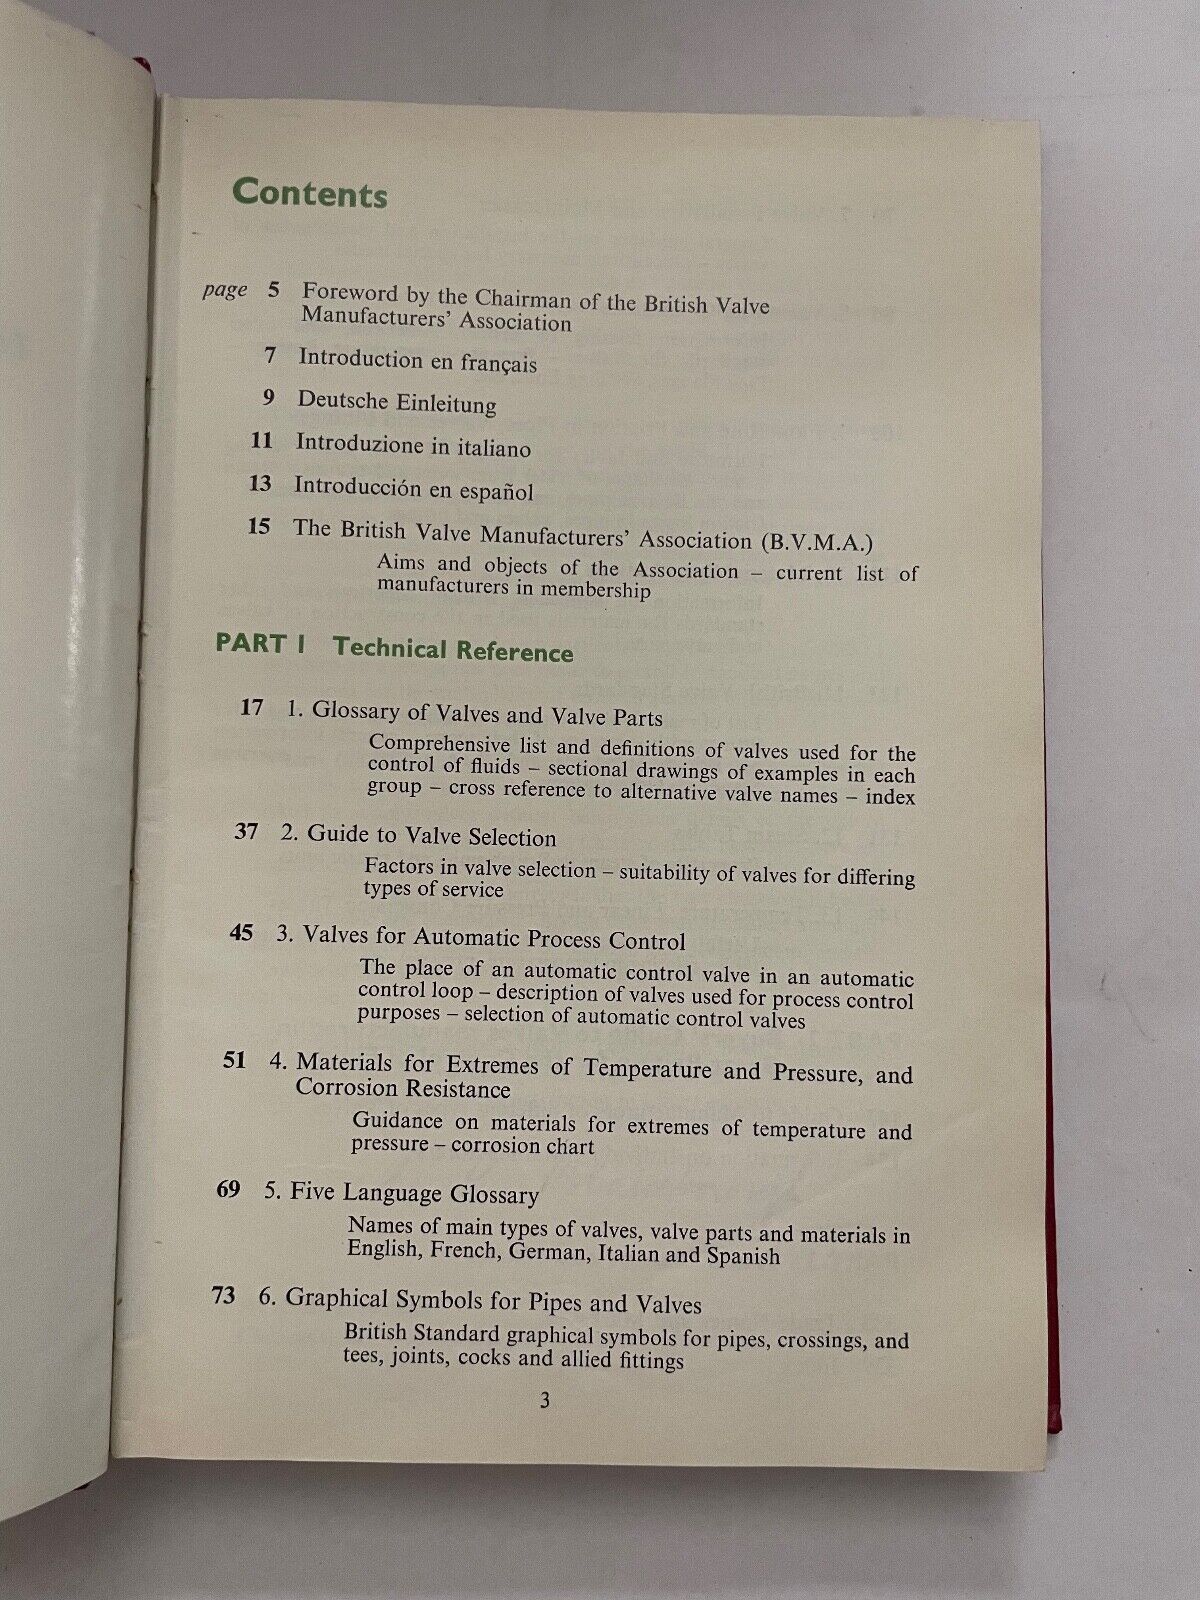 Contents
page 5 Foreword by the Chairman of the British Valve
Manufacturers' Association
7 Introduction en français
9 Deutsche Einleitung
11 Introduzione in italiano
13 Introducción en español
15 The British Valve Manufacturers' Association (B.V.M.A.)
Aims and objects of the Association – current list of
manufacturers in membership
PART I Technical Reference
17 1. Glossary of Valves and Valve Parts
Comprehensive list and definitions of valves used for the
control of fluids – sectional drawings of examples in each
group – cross reference to alternative valve names – index
37 2. Guide to Valve Selection
Factors in valve selection – suitability of valves for differing
types of service
45 3. Valves for Automatic Process Control
The place of an automatic control valve in an automatic
control loop – description of valves used for process control
purposes – selection of automatic control valves
51 4. Materials for Extremes of Temperature and Pressure, and
Corrosion Resistance
Guidance on materials for extremes of temperature and
pressure – corrosion chart
69 5. Five Language Glossary
Names of main types of valves, valve parts and materials in
English, French, German, Italian and Spanish
73 6. Graphical Symbols for Pipes and Valves
British Standard graphical symbols for pipes, crossings, and
tees, joints, cocks and allied fittings
3